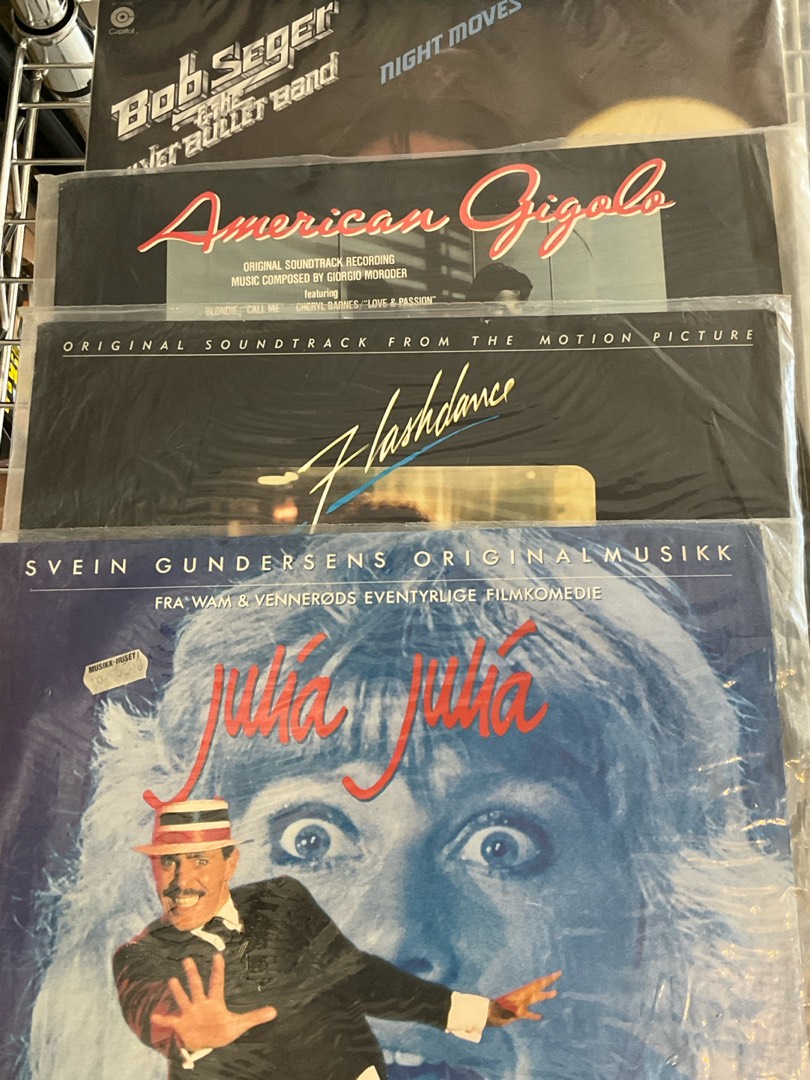 Capitol
Bob Seger
& the
Silver Bullet Band
NIGHT MOVES
American Gigolo
ORIGINAL SOUNDTRACK RECORDING
MUSIC COMPOSED BY GIORGIO MORODER
featuring
BLONDIE/"CALL ME CHERYL BARNES/"LOVE & PASSION"
ORIGINAL SOUNDTRACK FROM THE MOTION PICTURE
Flashdance
SVEIN GUNDERSENS ORIGINALMUSIKK
FRA WAM & VENNERØDS EVENTYRLIGE FILMKOMEDIE
MUSIKK-HUSET
julia julia